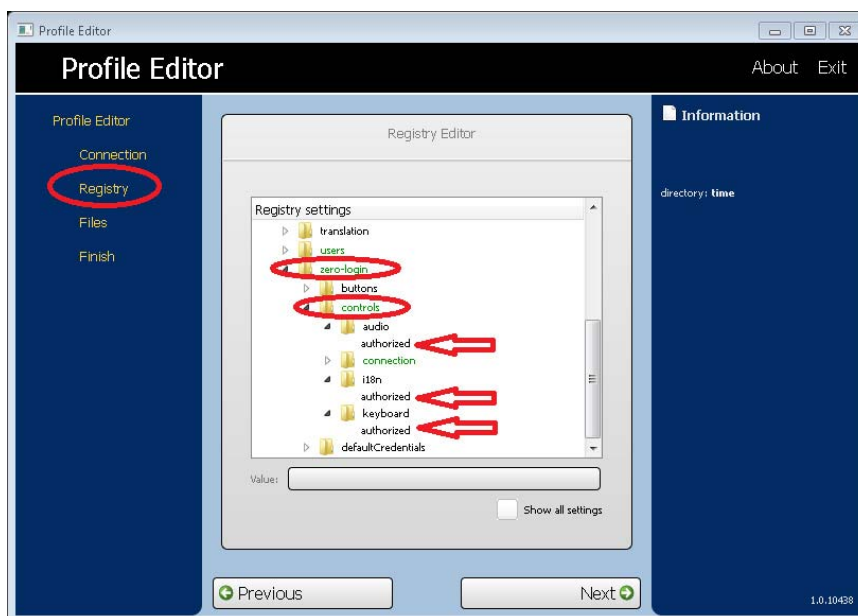 Profile Editor
Profile Editor
About Exit
Profile Editor
Connection
Registry
Files
Finish
Registry Editor
Registry settings
translation
users
zero-login
buttons
controls
audio
authorized
connection
i18n
authorized
keyboard
authorized
defaultCredentials
Value:
Show all settings
Previous
Next
Information
directory: time
1.0.10438